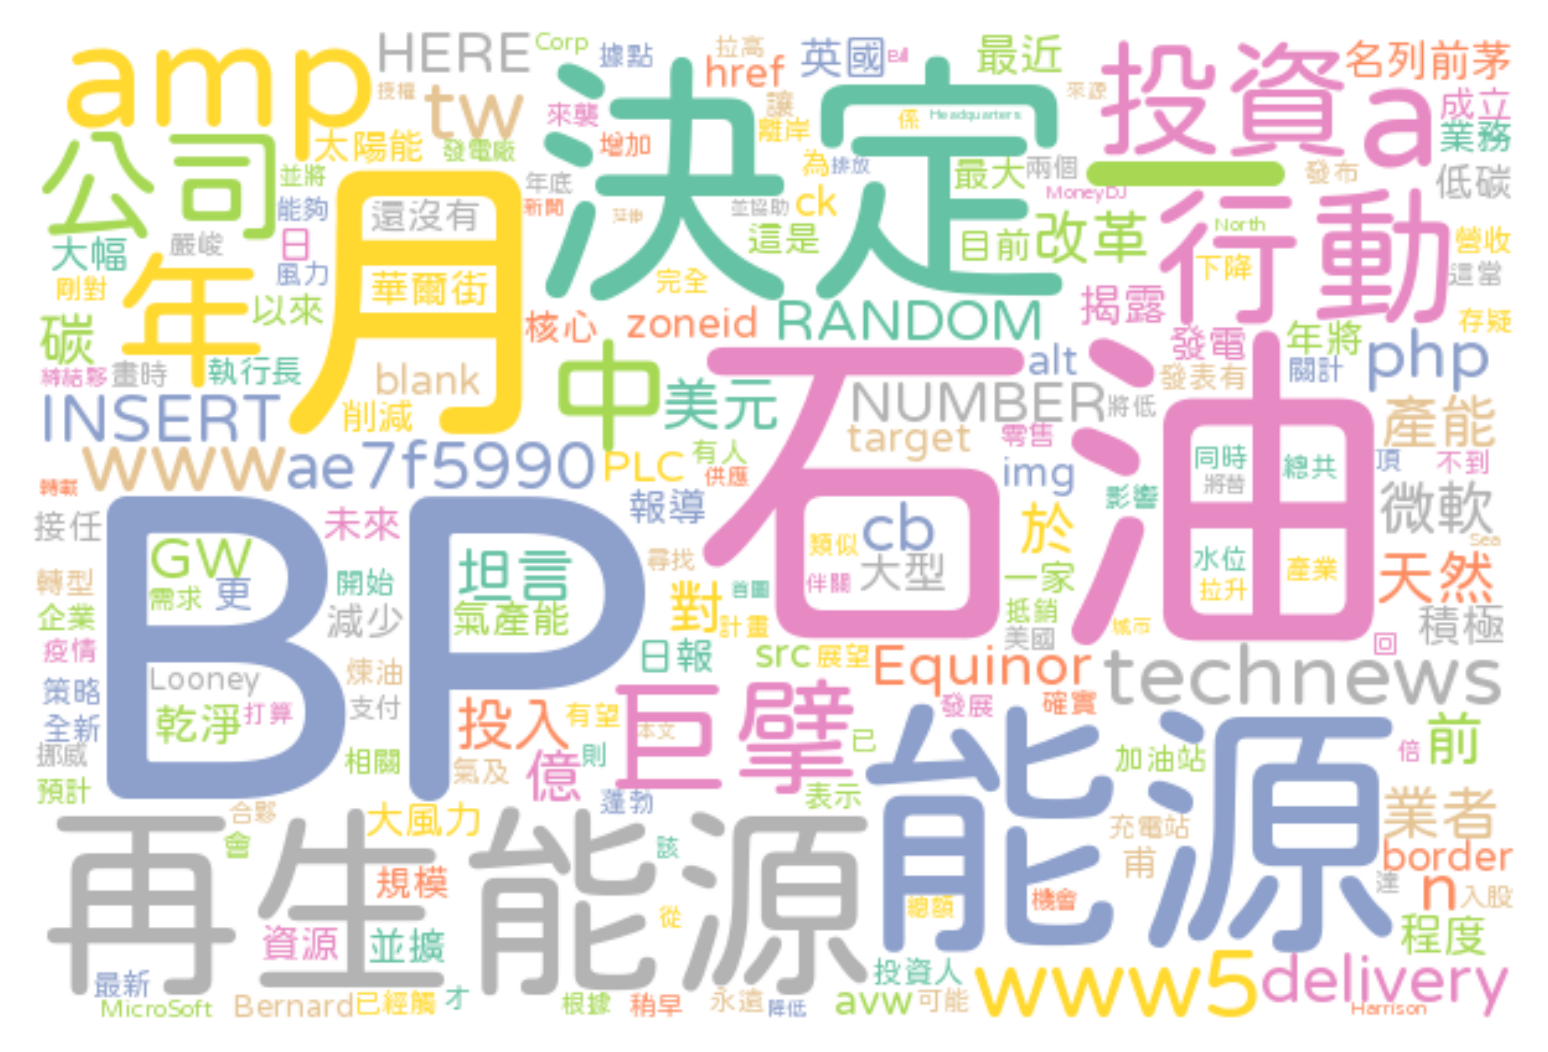 amp
HERE
Corp
據點
拉高
href
英國
Bill
最近
投資
a
名列前茅
成立
業務
低碳
授權
tw
來襲
決定
讓
離岸
係
Headquarters
來源
公司
太陽能
發電廠
增加
為
排放
最大
兩個
一
發布
MoneyDJ
並將
年底
新聞
延伸
並協助
ck
能夠
還沒有
這是
目前
改革
行動
North
營收
大幅
嚴峻
日
月
下降
這當
剛對
年
風力
華爾街
完全
以來
核心
zoneid
RANDOM
揭露
存疑
碳
發電
年將
締結夥
畫時
執行長
blank
中
美元
石油
alt
發表有
關計
php
INSERT
削減
NUMBER
將低
產能
target
零售
www
ae7f5990
PLC
有人
供應
img
同時
將替
總共
頂
不到
轉載
影響
微軟
接任
BP
未來
報導
cb
於
類似
大型
Sea
GW
坦言
尋找
水位
產業
天然
轉型
需求
更
開始
伴關
一家
拉升
企業
減少
氣產能
對
首圖
計畫
抵銷
美國
城市
積極
疫情
日報
src
展望
Equinor
回
technews
策略
Looney
煉油
支付
巨擘
發展
確實
全新
乾淨
打算
投入
有望
本文
已
能源
前
挪威
相關
氣及
億
則
加油站
倍
預計
蓬勃
表示
合夥
大風力
業者
再生能源
會
該
充電站
甫
border
規模
總額
機會
達
n
入股
資源
並擴
從
程度
最新
投資人
www5
delivery
MicroSoft
Bernard
已經觸
才
根據
稍早
永遠
降低
avw
可能
Harrison